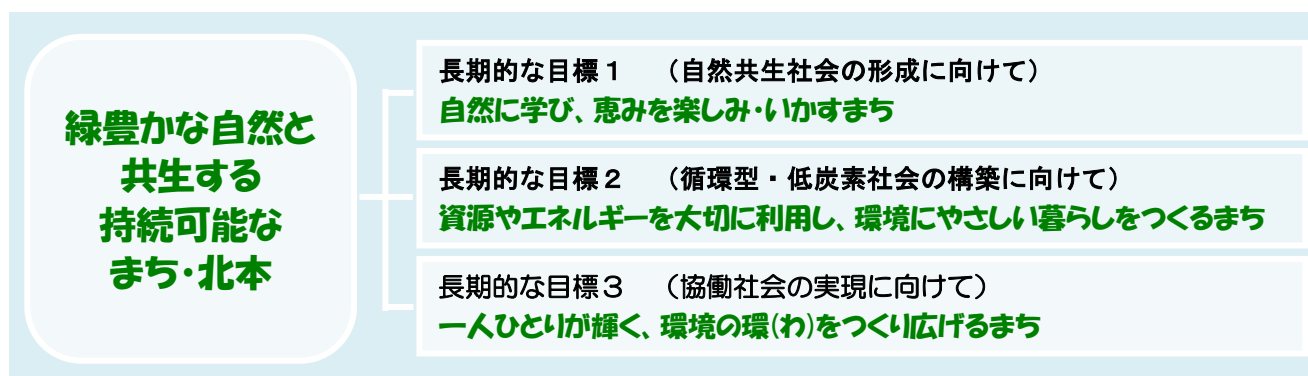 緑豊かな自然と
共生する
持続可能な
まち・北本
長期的な目標１　（自然共生社会の形成に向けて）
自然に学び、恵みを楽しみ・いかすまち
長期的な目標２　（循環型・低炭素社会の構築に向けて）
資源やエネルギーを大切に利用し、環境にやさしい暮らしをつくるまち
長期的な目標３　（協働社会の実現に向けて）
一人ひとりが輝く、環境の環(わ)をつくり広げるまち